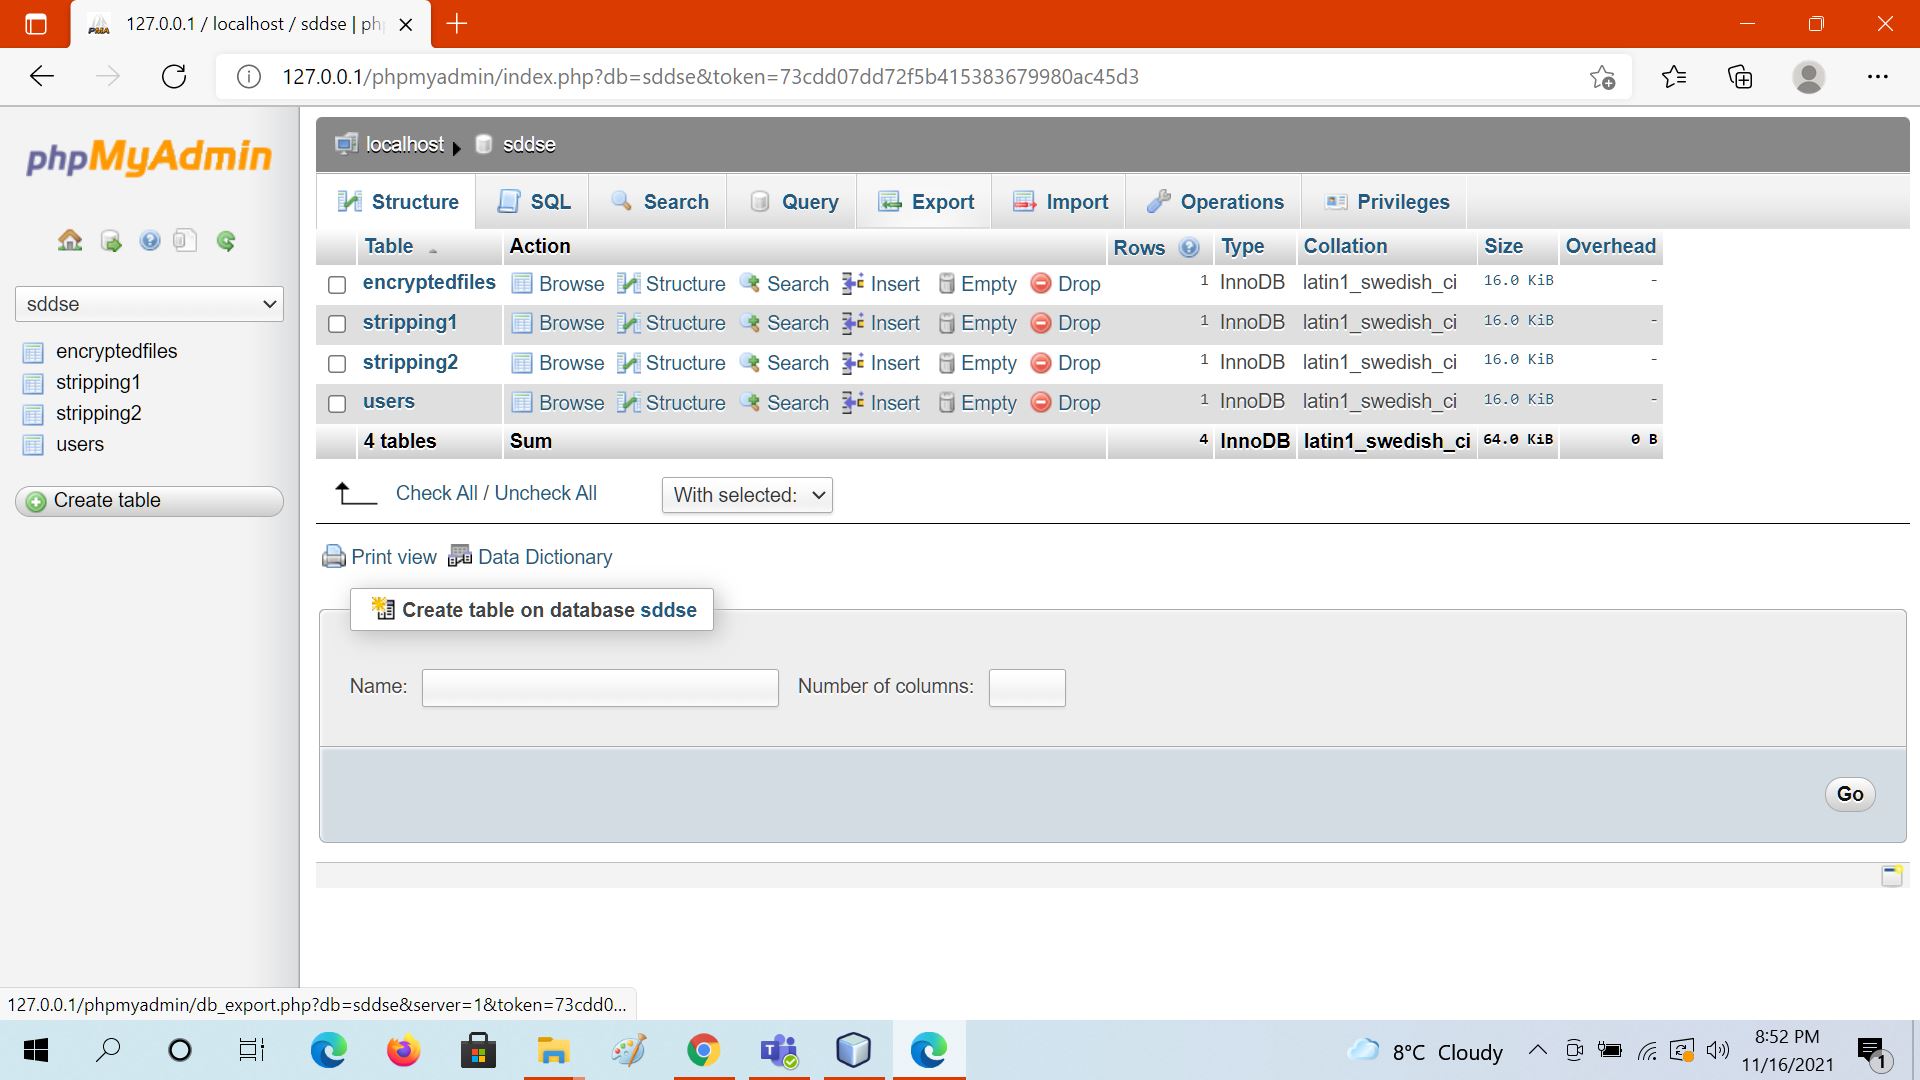 127.0.0.1 / localhost / sddse | ph
127.0.0.1/phpmyadmin/index.php?db=sddse&token=73cdd07dd72f5b415383679980ac45d3
phpMyAdmin
sddse
encryptedfiles
stripping1
stripping2
users
Create table
localhost sddse
Structure SQL Search Query Export Import Operations Privileges
Table Action Rows Type Collation Size Overhead
encryptedfiles Browse Structure Search Insert Empty Drop 1 InnoDB latin1_swedish_ci 16.0 KiB -
stripping1 Browse Structure Search Insert Empty Drop 1 InnoDB latin1_swedish_ci 16.0 KiB -
stripping2 Browse Structure Search Insert Empty Drop 1 InnoDB latin1_swedish_ci 16.0 KiB -
users Browse Structure Search Insert Empty Drop 1 InnoDB latin1_swedish_ci 16.0 KiB -
4 tables Sum 4 InnoDB latin1_swedish_ci 64.0 KiB 0 B
Check All / Uncheck All With selected:
Print view Data Dictionary
Create table on database sddse
Name: Number of columns:
Go
127.0.0.1/phpmyadmin/db_export.php?db=sddse&server=1&token=73cdd0...
8°C Cloudy
8:52 PM
11/16/2021
1